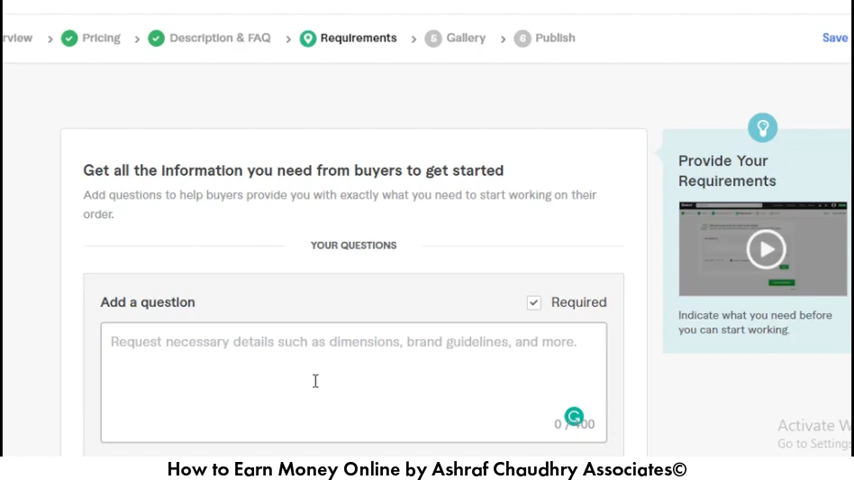 rview > Pricing > Description & FAQ > Requirements > 5 Gallery > 6 Publish Save
Get all the information you need from buyers to get started
Add questions to help buyers provide you with exactly what you need to start working on their
order.
YOUR QUESTIONS
Add a question Required
Request necessary details such as dimensions, brand guidelines, and more.
Provide Your
Requirements
Indicate what you need before
you can start working.
Activate W
Go to Settings
How to Earn Money Online by Ashraf Chaudhry Associates©